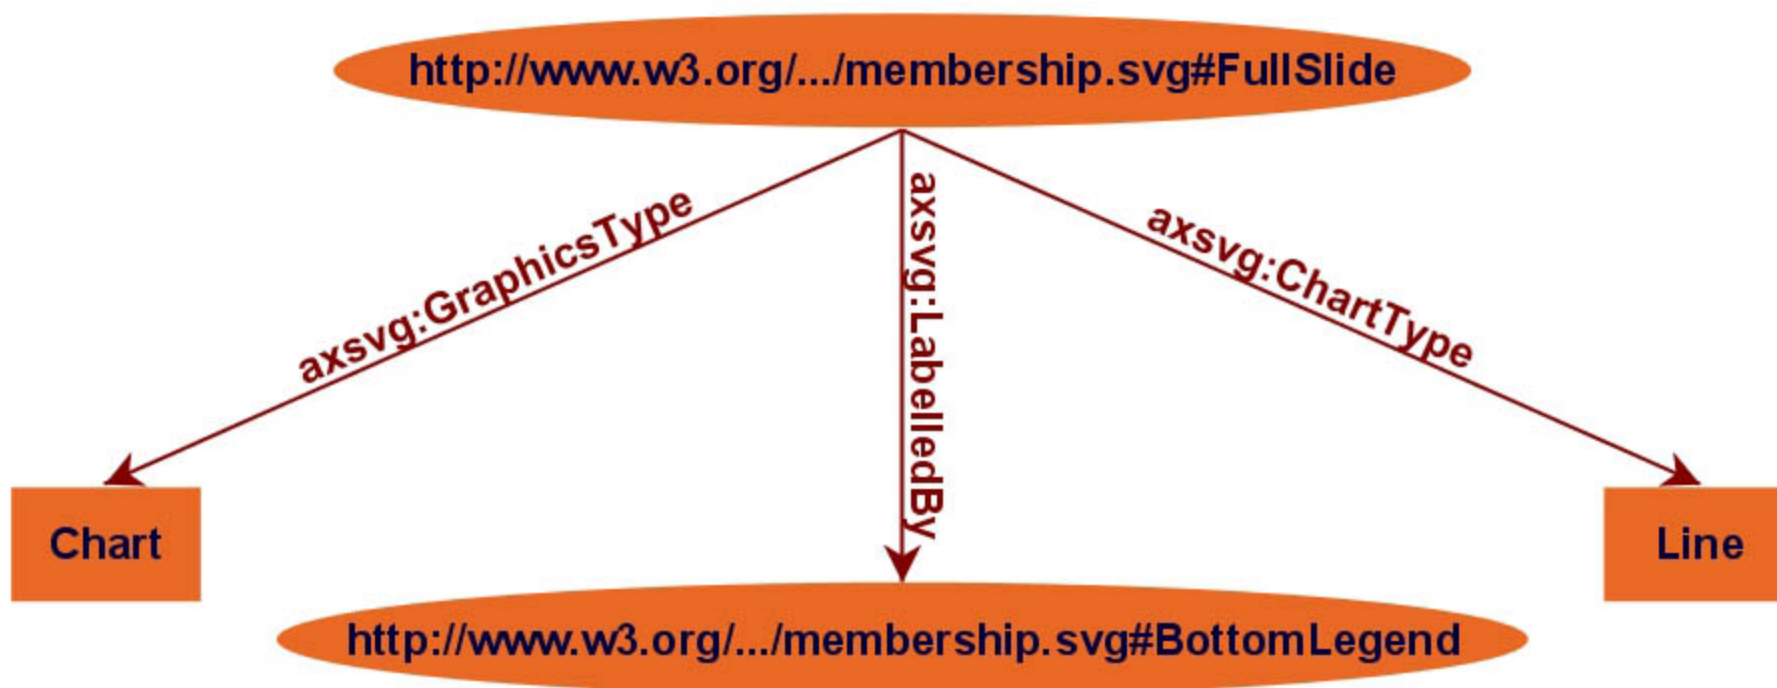 http://www.w3.org/.../membership.svg#FullSlide
axsvg:GraphicsType
axsvg:LabelledBy
axsvg:ChartType
Chart
Line
http://www.w3.org/.../membership.svg#BottomLegend